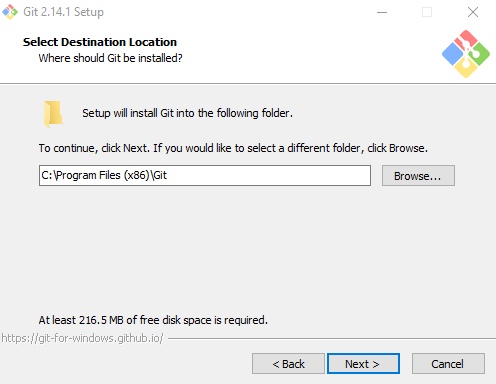 Git 2.14.1 Setup
Select Destination Location
Where should Git be installed?
Setup will install Git into the following folder.
To continue, click Next. If you would like to select a different folder, click Browse.
C:\Program Files (x86)\Git
Browse...
At least 216.5 MB of free disk space is required.
https://git-for-windows.github.io/
< Back
Next >
Cancel